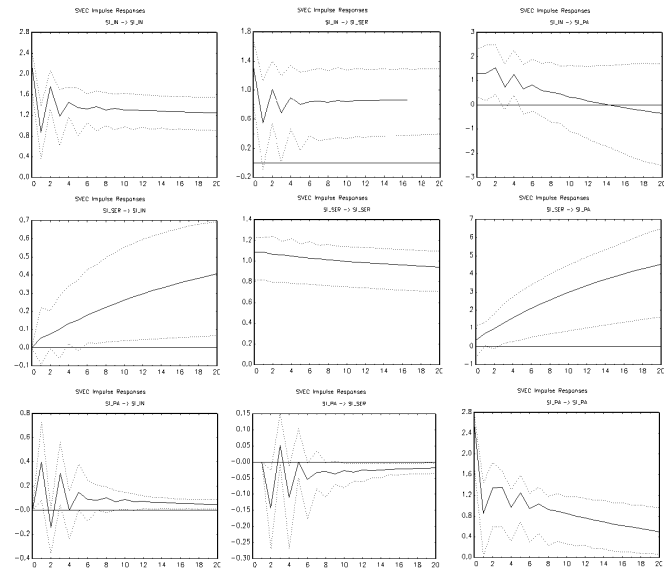 SVEC Impulse Responses
SI_IN -> SI_IN
2.8
2.4
2.0
1.6
1.2
0.8
0.4
0.0
0 2 4 6 8 10 12 14 16 18 20
SVEC Impulse Responses
SI_IN -> SI_SER
1.8
1.4
1.0
0.6
0.2
-0.2
0 2 4 6 8 10 12 14 16 18 20
SVEC Impulse Responses
SI_IN -> SI_PA
3
2
1
0
-1
-2
-3
0 2 4 6 8 10 12 14 16 18 20
SVEC Impulse Responses
SI_SER -> SI_IN
0.7
0.6
0.5
0.4
0.3
0.2
0.1
0.0
-0.1
0 2 4 6 8 10 12 14 16 18 20
SVEC Impulse Responses
SI_SER -> SI_SER
1.4
1.2
1.0
0.8
0.6
0.4
0.2
0.0
0 2 4 6 8 10 12 14 16 18 20
SVEC Impulse Responses
SI_SER -> SI_PA
7
6
5
4
3
2
1
0
-1
0 2 4 6 8 10 12 14 16 18 20
SVEC Impulse Responses
SI_PA -> SI_IN
0.8
0.6
0.4
0.2
-0.0
-0.2
-0.4
0 2 4 6 8 10 12 14 16 18 20
SVEC Impulse Responses
SI_PA -> SI_SER
0.15
0.10
0.05
-0.00
-0.05
-0.10
-0.15
-0.20
-0.25
-0.30
0 2 4 6 8 10 12 14 16 18 20
SVEC Impulse Responses
SI_PA -> SI_PA
2.8
2.4
2.0
1.6
1.2
0.8
0.4
0.0
0 2 4 6 8 10 12 14 16 18 20